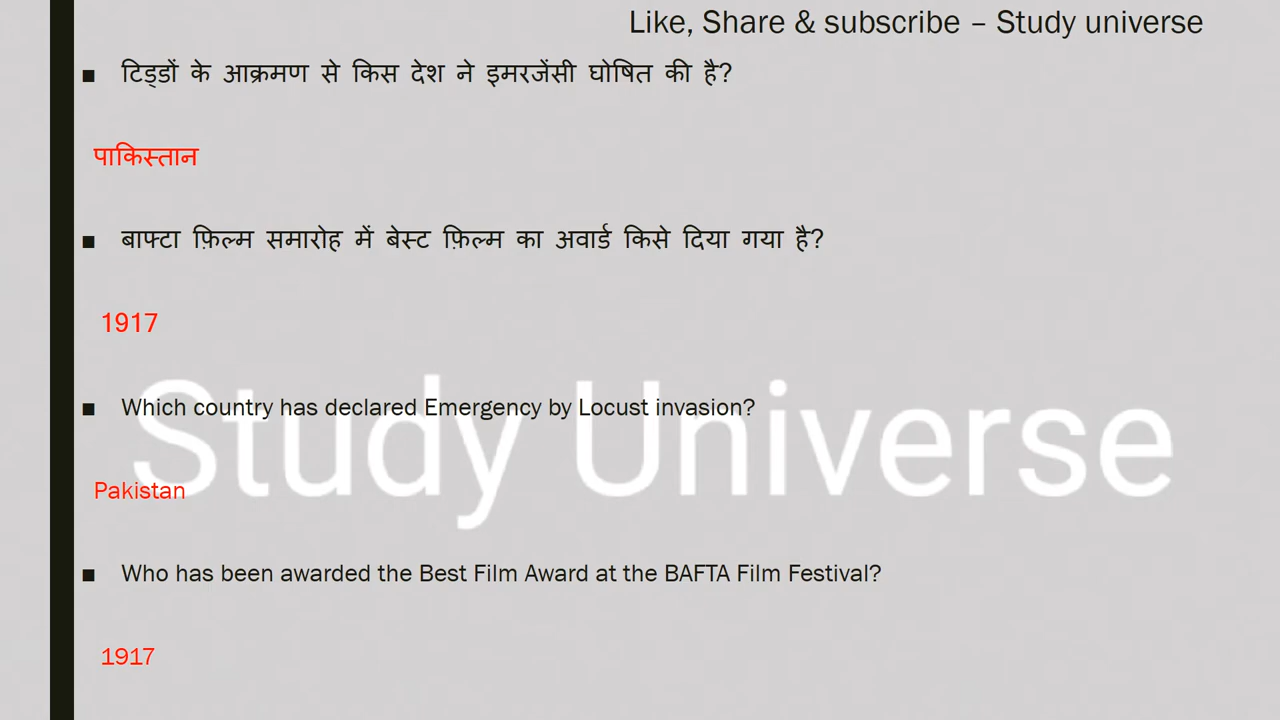 Like, Share & subscribe – Study universe
▪ टिड्डों के आक्रमण से किस देश ने इमरजेंसी घोषित की है?
पाकिस्तान
▪ बाफ्टा फ़िल्म समारोह में बेस्ट फ़िल्म का अवार्ड किसे दिया गया है?
1917
▪ Which country has declared Emergency by Locust invasion?
Study Universe
Pakistan
▪ Who has been awarded the Best Film Award at the BAFTA Film Festival?
1917